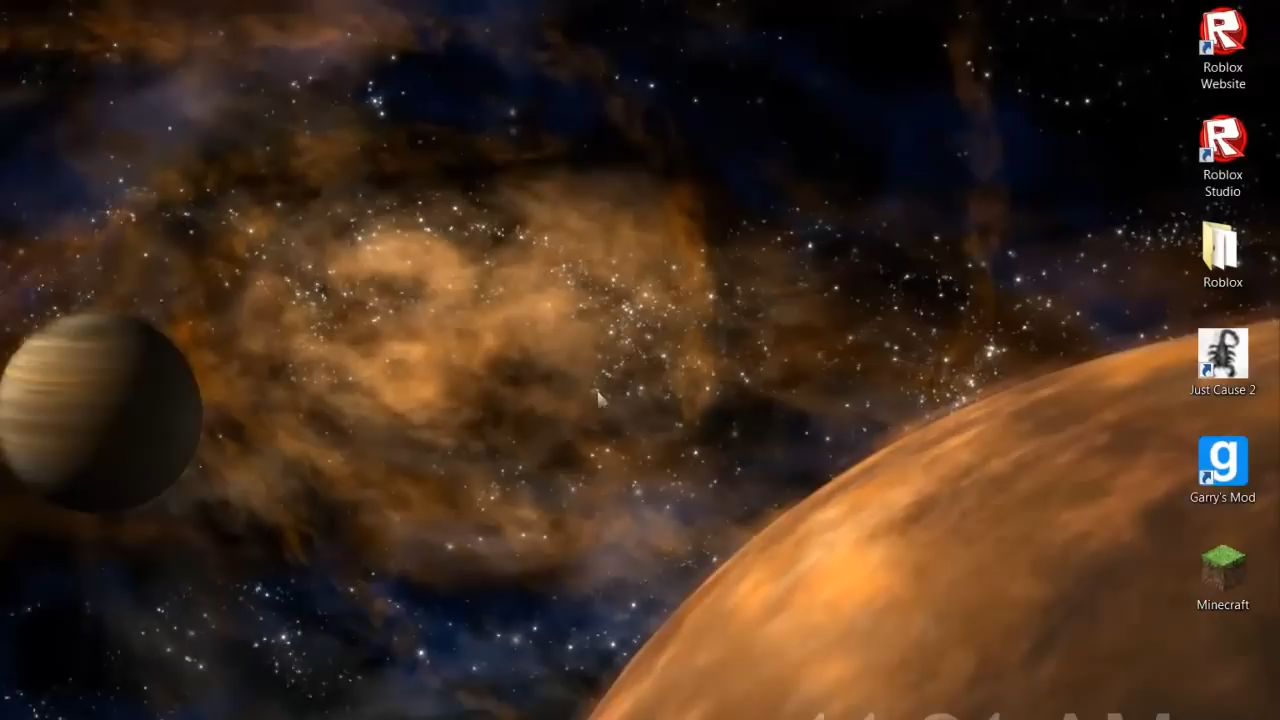 Roblox
Website
Roblox
Studio
Roblox
Just Cause 2
g
Garry's Mod
Minecraft